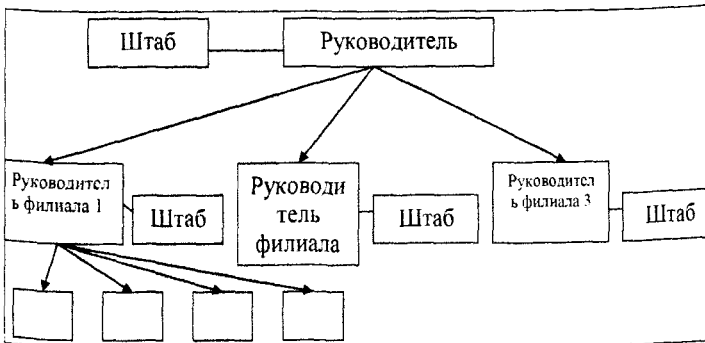 Штаб
Руководитель
Руководител
ь филиала 1
Штаб
Руководи
тель
филиала
Штаб
Руководител
ь филиала 3
Штаб